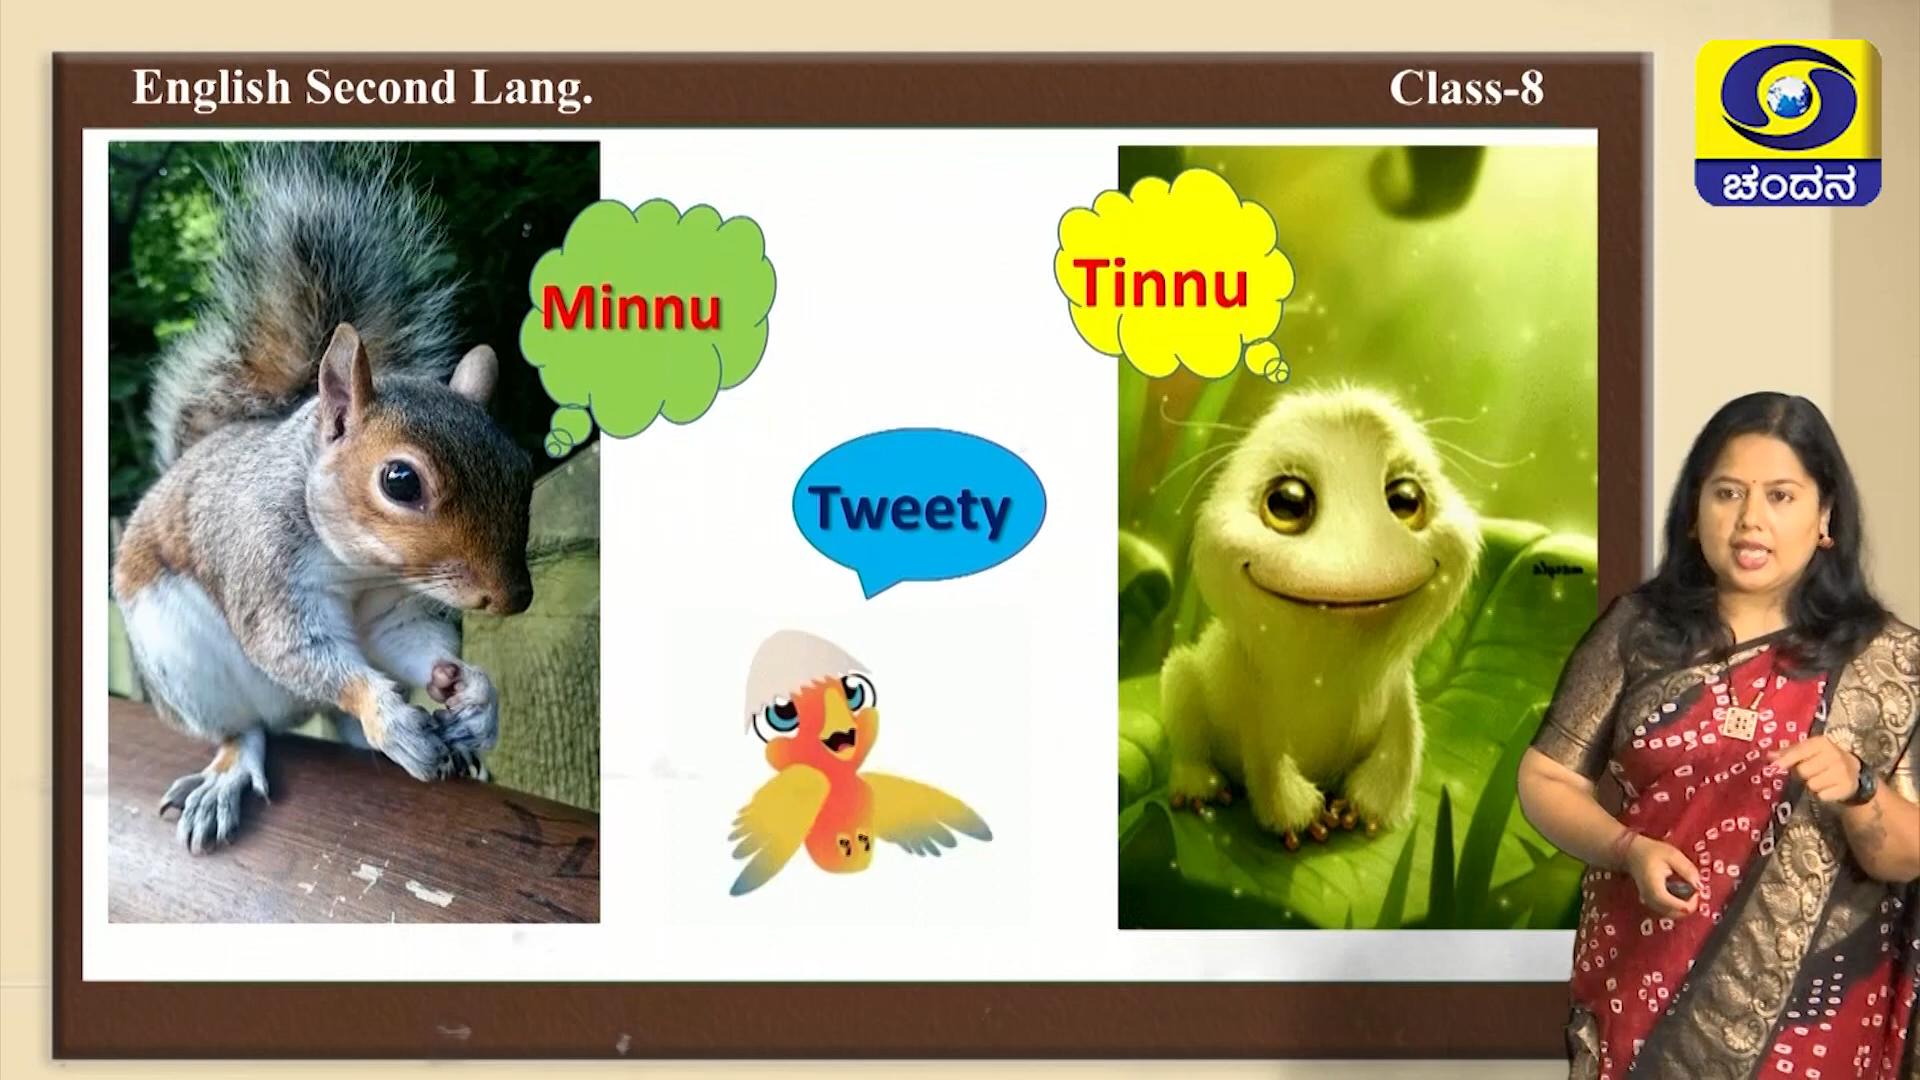 English Second Lang.
Class-8
ಚಂದನ
Minnu
Tinnu
Tweety